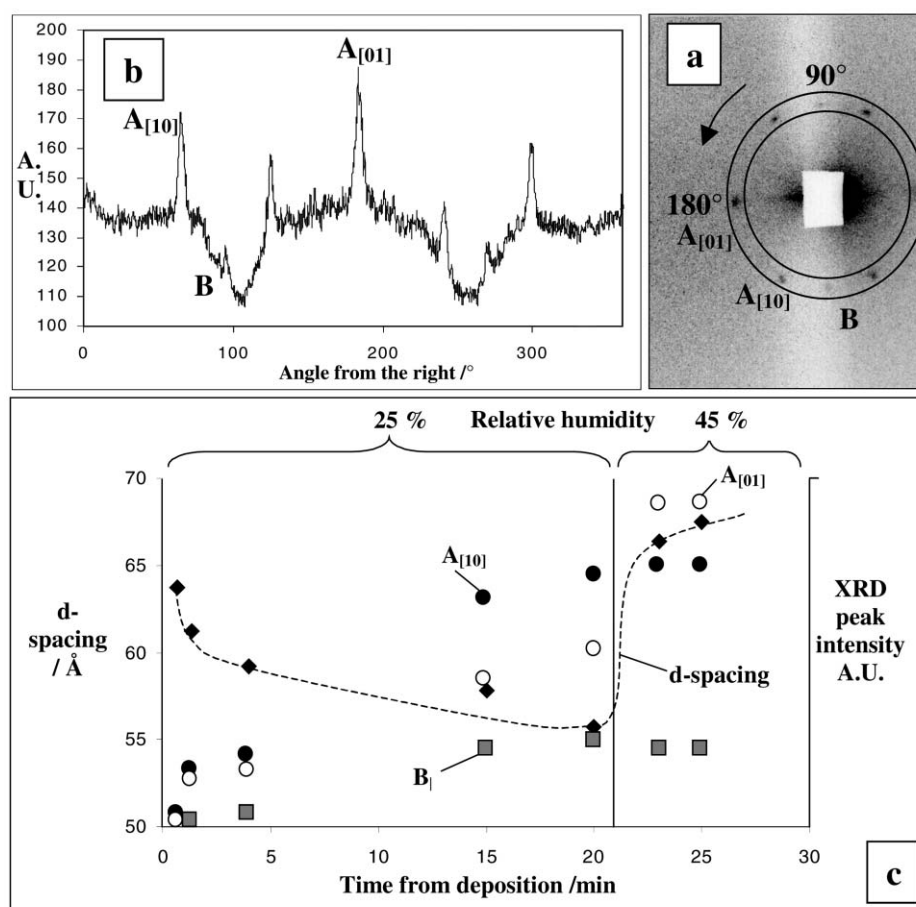 b
200
190
180
170
160
150
140
130
120
110
100
A.
U.
A[10]
A[01]
B
0
100
200
300
Angle from the right /°
a
90°
180°
A[01]
A[10]
B
25 %
Relative humidity
45 %
70
65
60
55
50
d-
spacing
/ Å
A[10]
A[01]
d-spacing
B|
XRD
peak
intensity
A.U.
0
5
10
15
20
25
30
Time from deposition /min
c